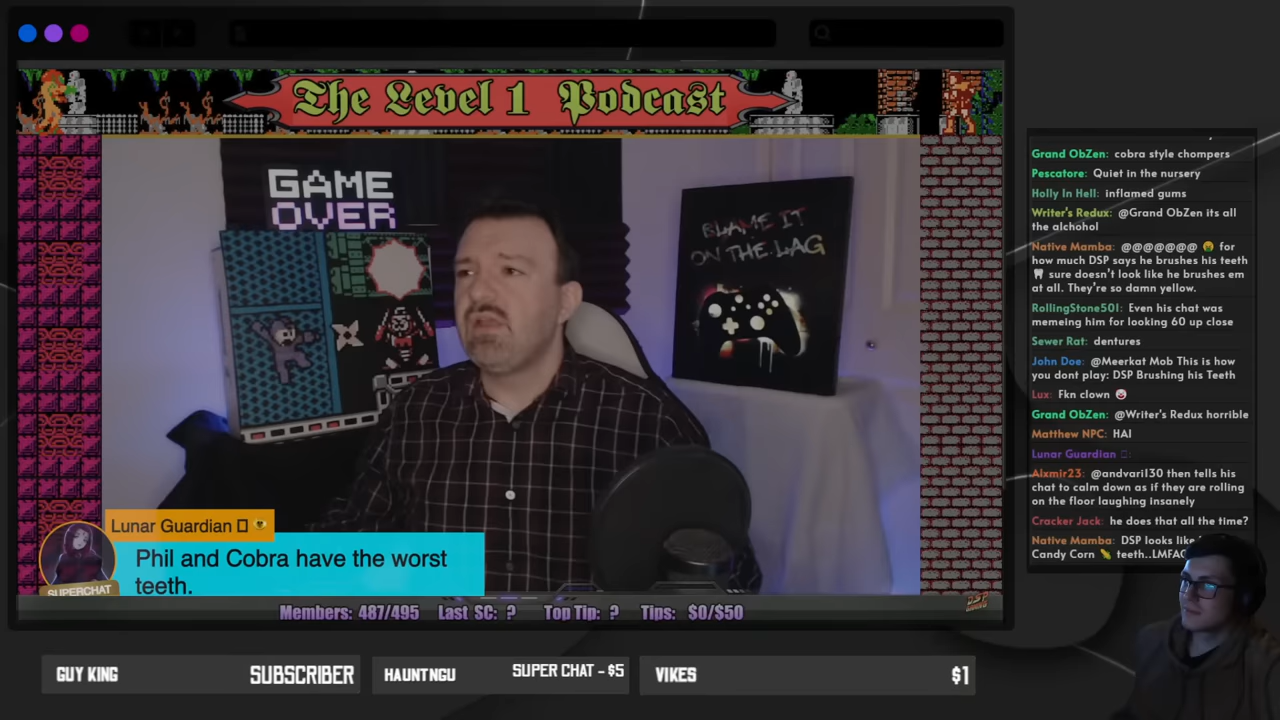 The Level 1 Podcast
GAME
OVER
BLAME IT
ON THE LAG
Lunar Guardian
Phil and Cobra have the worst
teeth.
SUPERCHAT
Members: 487/495 Last SC: ? Top Tip: ? Tips: $0/$50
GUY KING SUBSCRIBER
HAUNTNGU SUPER CHAT - $5
VIKES $1
Grand ObZen: cobra style chompers
Pescatore: Quiet in the nursery
Holly In Hell: inflamed gums
Writer's Redux: @Grand ObZen its all
the alchohol
Native Mamba: @@@@@@@ 🤮 for
how much DSP says he brushes his teeth
🦷 sure doesn't look like he brushes em
at all. They're so damn yellow.
RollingStone501: Even his chat was
memeing him for looking 60 up close
Sewer Rat: dentures
John Doe: @Meerkat Mob This is how
you dont play: DSP Brushing his Teeth
Lux: Fkn clown 🤡
Grand ObZen: @Writer's Redux horrible
Matthew NPC: HAI
Lunar Guardian
Alxmir23: @andvari130 then tells his
chat to calm down as if they are rolling
on the floor laughing insanely
Cracker Jack: he does that all the time?
Native Mamba: DSP looks like
Candy Corn 🌽 teeth..LMFAO